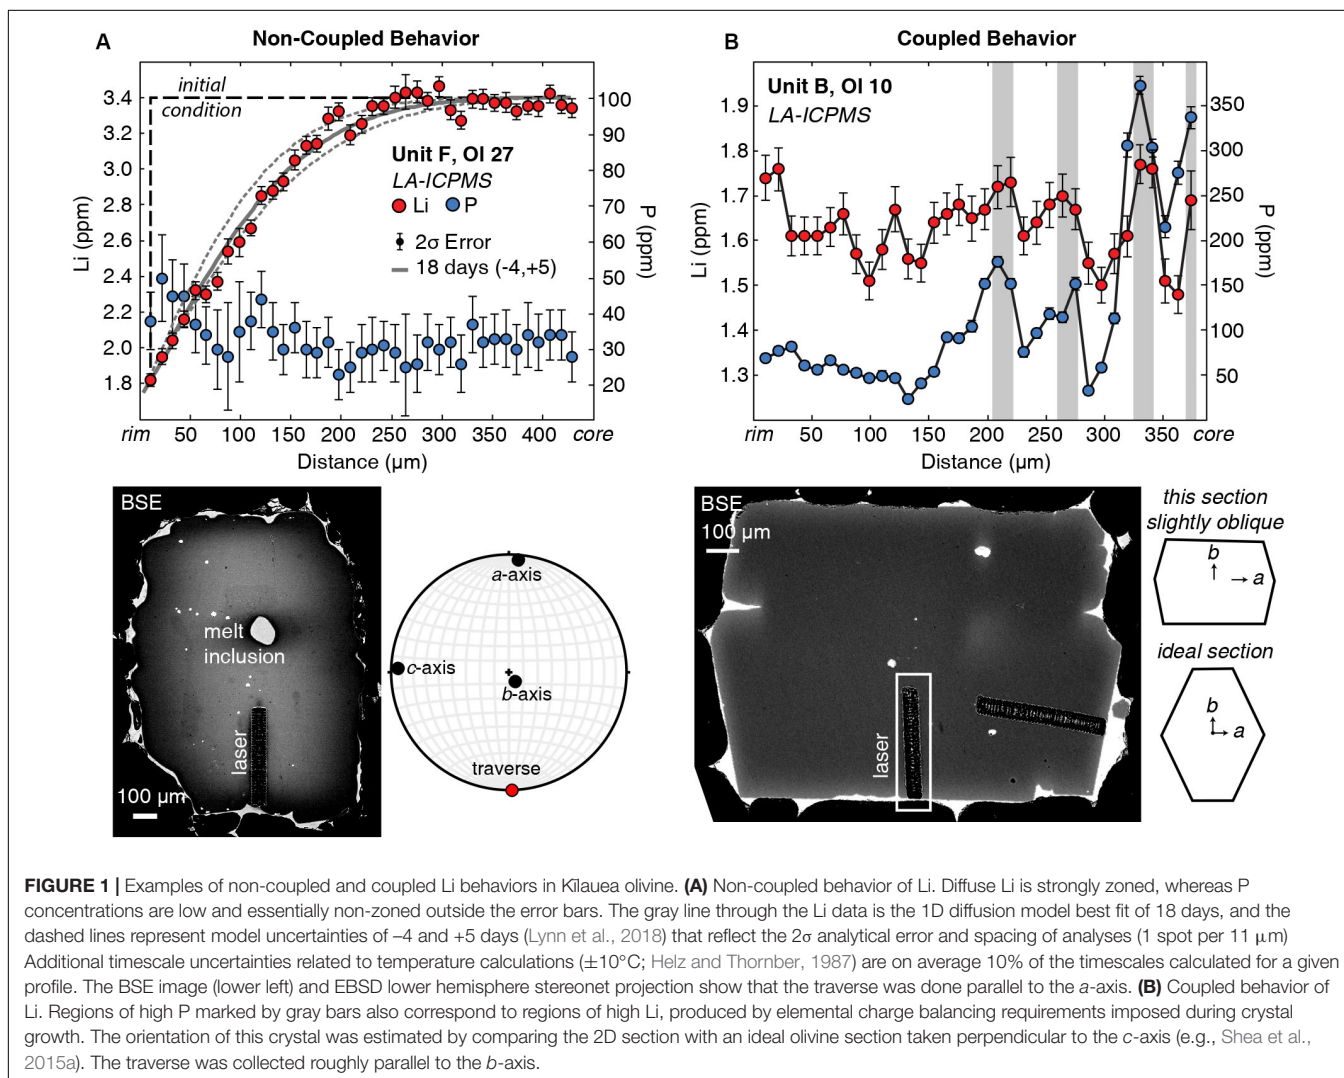 A
Non-Coupled Behavior
initial
condition
Unit F, Ol 27
LA-ICPMS
Li P
2σ Error
18 days (-4,+5)
Li (ppm)
3.4
3.2
3.0
2.8
2.6
2.4
2.2
2.0
1.8
P (ppm)
100
90
80
70
60
50
40
30
20
rim 50 100 150 200 250 300 350 400 core
Distance (µm)
B
Coupled Behavior
Unit B, Ol 10
LA-ICPMS
Li (ppm)
1.9
1.8
1.7
1.6
1.5
1.4
1.3
P (ppm)
350
300
250
200
150
100
50
rim 50 100 150 200 250 300 350 core
Distance (µm)
BSE
melt
inclusion
laser
100 µm
a-axis
c-axis
b-axis
traverse
BSE
100 µm
laser
this section
slightly oblique
b
a
ideal section
b
a
FIGURE 1 | Examples of non-coupled and coupled Li behaviors in Kīlauea olivine. (A) Non-coupled behavior of Li. Diffuse Li is strongly zoned, whereas P
concentrations are low and essentially non-zoned outside the error bars. The gray line through the Li data is the 1D diffusion model best fit of 18 days, and the
dashed lines represent model uncertainties of –4 and +5 days (Lynn et al., 2018) that reflect the 2σ analytical error and spacing of analyses (1 spot per 11 µm)
Additional timescale uncertainties related to temperature calculations (±10°C; Helz and Thornber, 1987) are on average 10% of the timescales calculated for a given
profile. The BSE image (lower left) and EBSD lower hemisphere stereonet projection show that the traverse was done parallel to the a-axis. (B) Coupled behavior of
Li. Regions of high P marked by gray bars also correspond to regions of high Li, produced by elemental charge balancing requirements imposed during crystal
growth. The orientation of this crystal was estimated by comparing the 2D section with an ideal olivine section taken perpendicular to the c-axis (e.g., Shea et al.,
2015a). The traverse was collected roughly parallel to the b-axis.